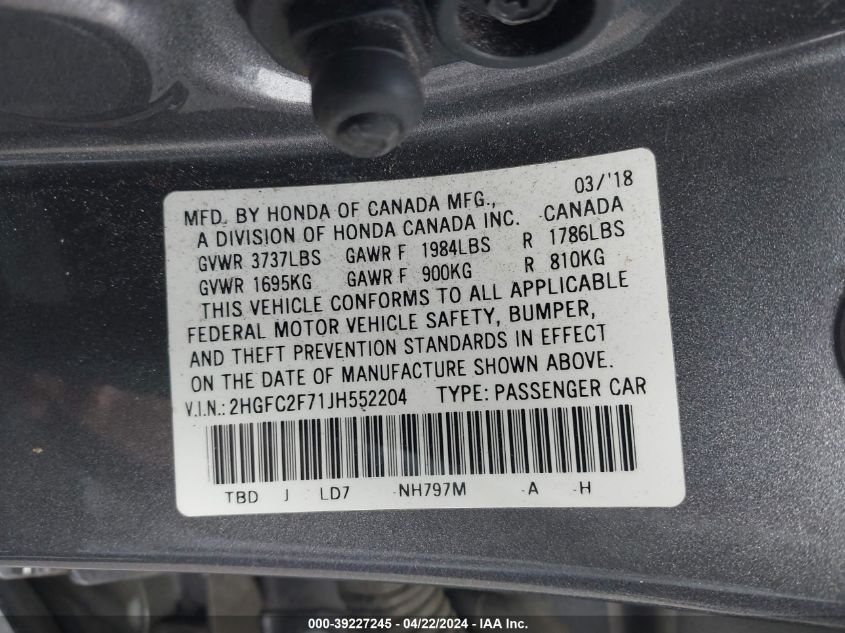 03/'18
MFD. BY HONDA OF CANADA MFG.,
A DIVISION OF HONDA CANADA INC. CANADA
GVWR 3737LBS GAWR F 1984LBS R 1786LBS
GVWR 1695KG GAWR F 900KG R 810KG
THIS VEHICLE CONFORMS TO ALL APPLICABLE
FEDERAL MOTOR VEHICLE SAFETY, BUMPER,
AND THEFT PREVENTION STANDARDS IN EFFECT
ON THE DATE OF MANUFACTURE SHOWN ABOVE.
V.I.N.: 2HGFC2F71JH552204 TYPE: PASSENGER CAR
TBD J LD7 NH797M -A -H
000-39227245 - 04/22/2024 - IAA Inc.